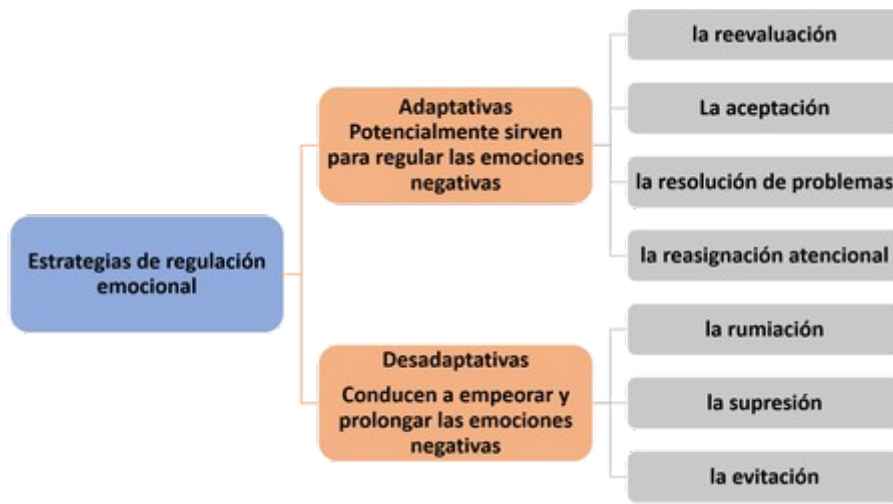 Estrategias de regulación
emocional
Adaptativas
Potencialmente sirven
para regular las emociones
negativas
la reevaluación
La aceptación
la resolución de problemas
la reasignación atencional
Desadaptativas
Conducen a empeorar y
prolongar las emociones
negativas
la rumiación
la supresión
la evitación